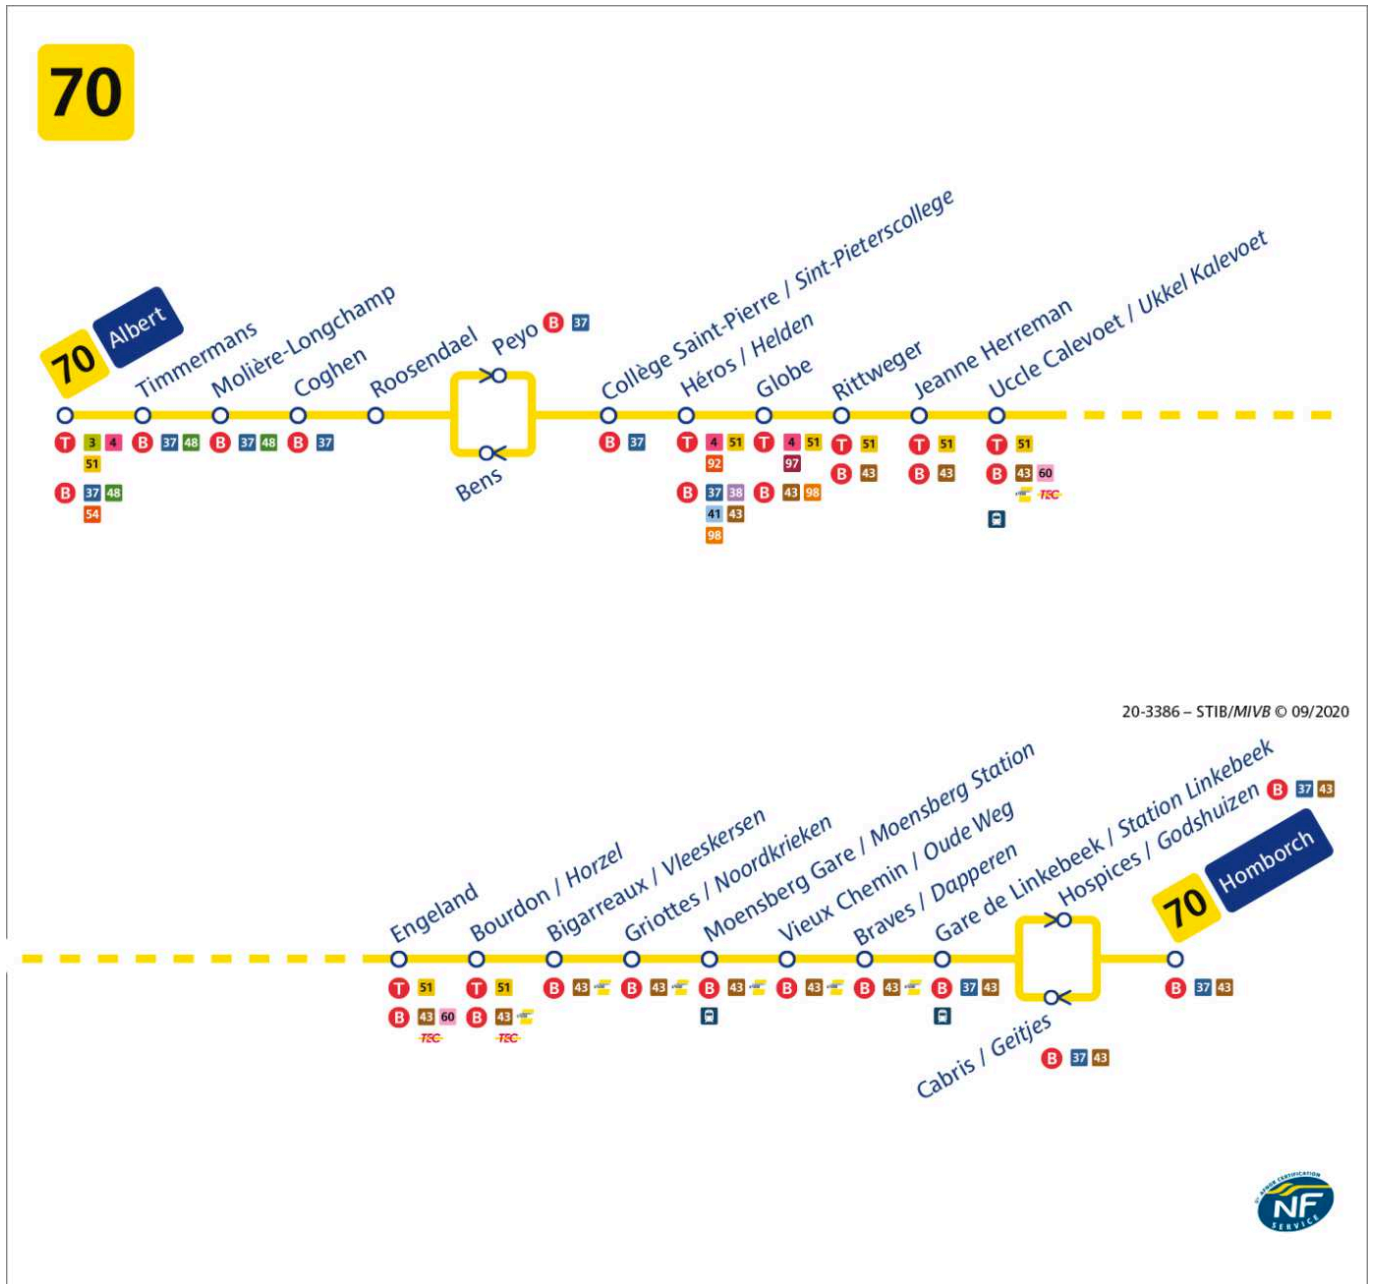 70
70 Albert
Timmermans
Molière-Longchamp
Coghen
Roosendael
Peyo B 37
Bens
Collège Saint-Pierre / Sint-Pieterscollege
Héros / Helden
Globe
Rittweger
Jeanne Herreman
Uccle Calevoet / Ukkel Kalevoet
T 3 4
51
B 37 48
54
B 37 48
B 37 48
B 37
B 37
T 4 51
92
B 37 38
41 43
98
T 4 51
97
B 43 98
T 51
B 43
T 51
B 43
T 51
B 43 60
TEC
20-3386 – STIB/MIVB © 09/2020
Engeland
Bourdon / Horzel
Bigarreaux / Vleeskersen
Griottes / Noordkrieken
Moensberg Gare / Moensberg Station
Vieux Chemin / Oude Weg
Braves / Dapperen
Gare de Linkebeek / Station Linkebeek
Hospices / Godshuizen B 37 43
Cabris / Geitjes
B 37 43
70 Homborch
T 51
B 43 60
TEC
T 51
B 43
TEC
B 43
B 43
B 43
B 43
B 43
B 37 43
B 37 43
AFNOR CERTIFICATION
NF
SERVICE